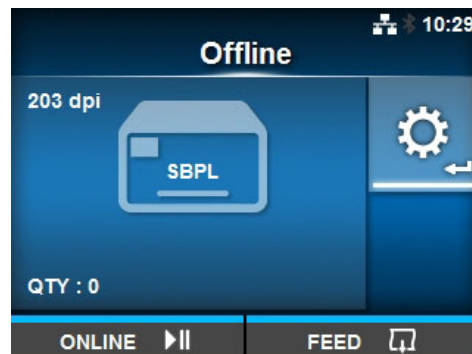 10:29
Offline
203 dpi
SBPL
QTY : 0
ONLINE
FEED